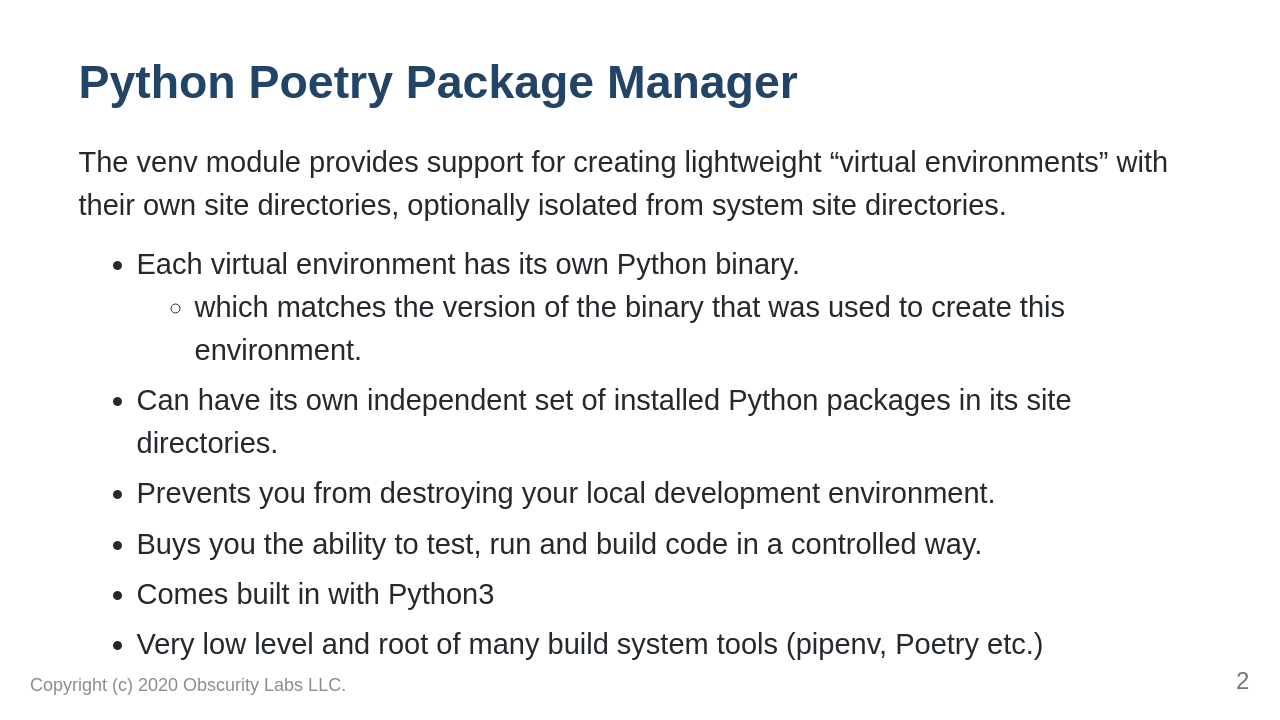 Python Poetry Package Manager
The venv module provides support for creating lightweight “virtual environments” with
their own site directories, optionally isolated from system site directories.
• Each virtual environment has its own Python binary.
○ which matches the version of the binary that was used to create this
environment.
• Can have its own independent set of installed Python packages in its site
directories.
• Prevents you from destroying your local development environment.
• Buys you the ability to test, run and build code in a controlled way.
• Comes built in with Python3
• Very low level and root of many build system tools (pipenv, Poetry etc.)
Copyright (c) 2020 Obscurity Labs LLC.
2